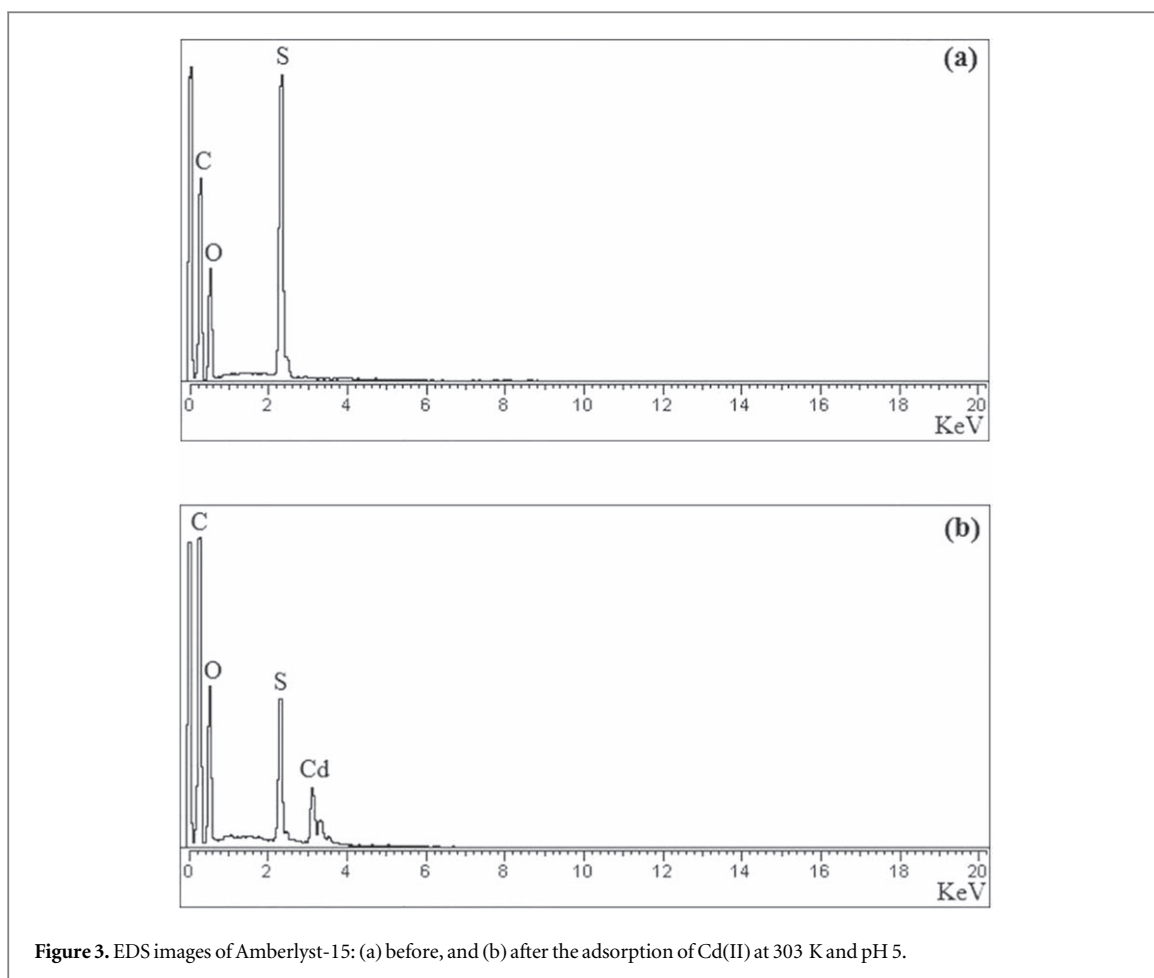 (a)
S
C
O
0 2 4 6 8 10 12 14 16 18 20
KeV
(b)
C
O
S
Cd
0 2 4 6 8 10 12 14 16 18 20
KeV
Figure 3. EDS images of Amberlyst-15: (a) before, and (b) after the adsorption of Cd(II) at 303 K and pH 5.